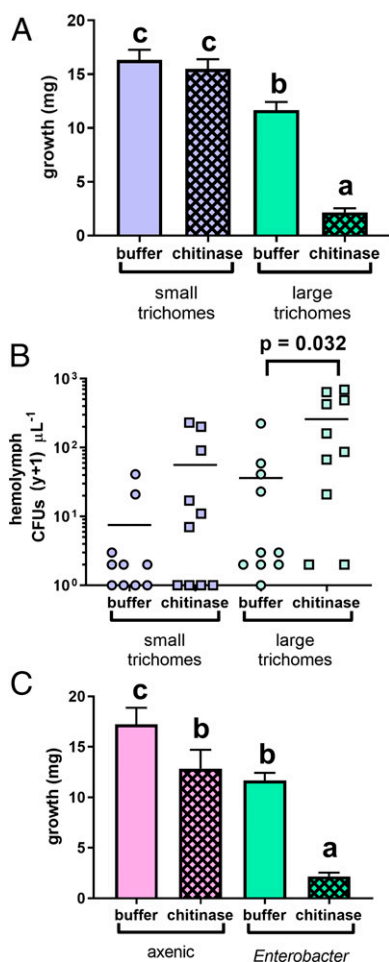 A
growth (mg)
20
15
10
5
0
c
c
b
a
buffer chitinase buffer chitinase
small
trichomes
large
trichomes
B
p = 0.032
hemolymph
CFUs (y+1) μL⁻¹
10³
10²
10¹
10⁰
buffer chitinase buffer chitinase
small
trichomes
large
trichomes
C
growth (mg)
20
15
10
5
0
c
b
b
a
buffer chitinase buffer chitinase
axenic
Enterobacter